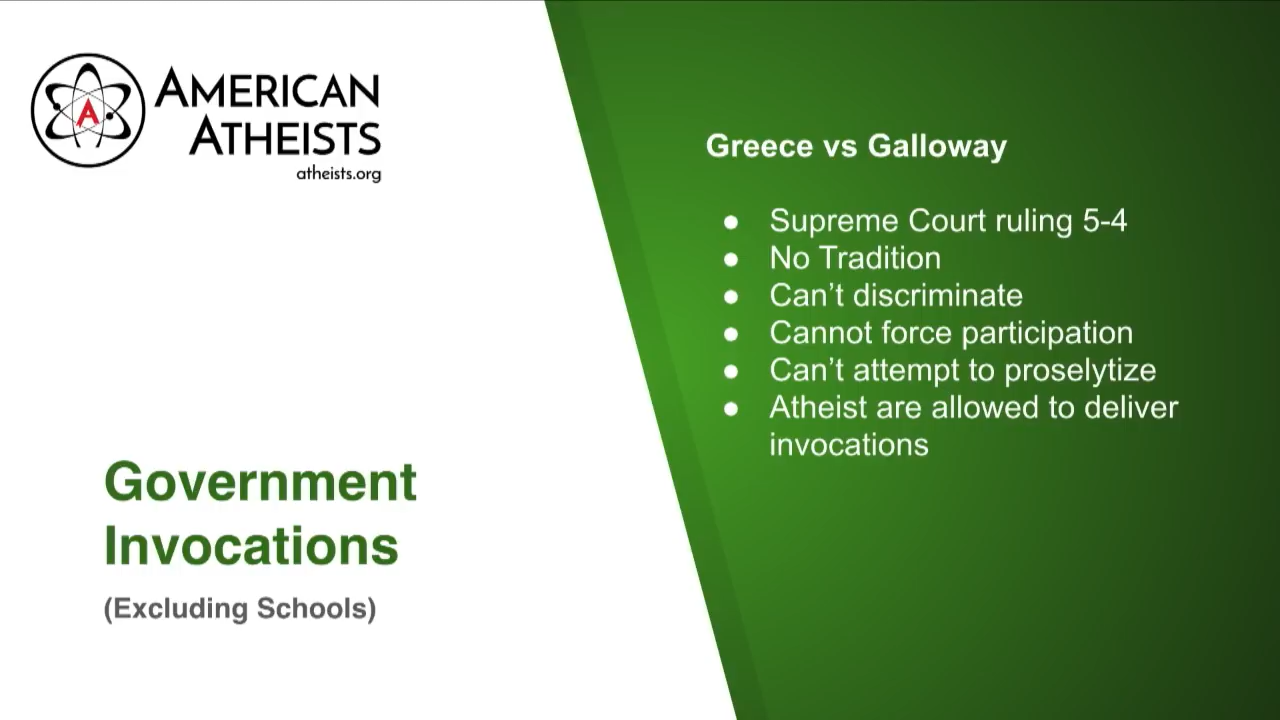 AMERICAN
ATHEISTS
atheists.org
Government
Invocations
(Excluding Schools)
Greece vs Galloway
● Supreme Court ruling 5-4
● No Tradition
● Can’t discriminate
● Cannot force participation
● Can’t attempt to proselytize
● Atheist are allowed to deliver
invocations